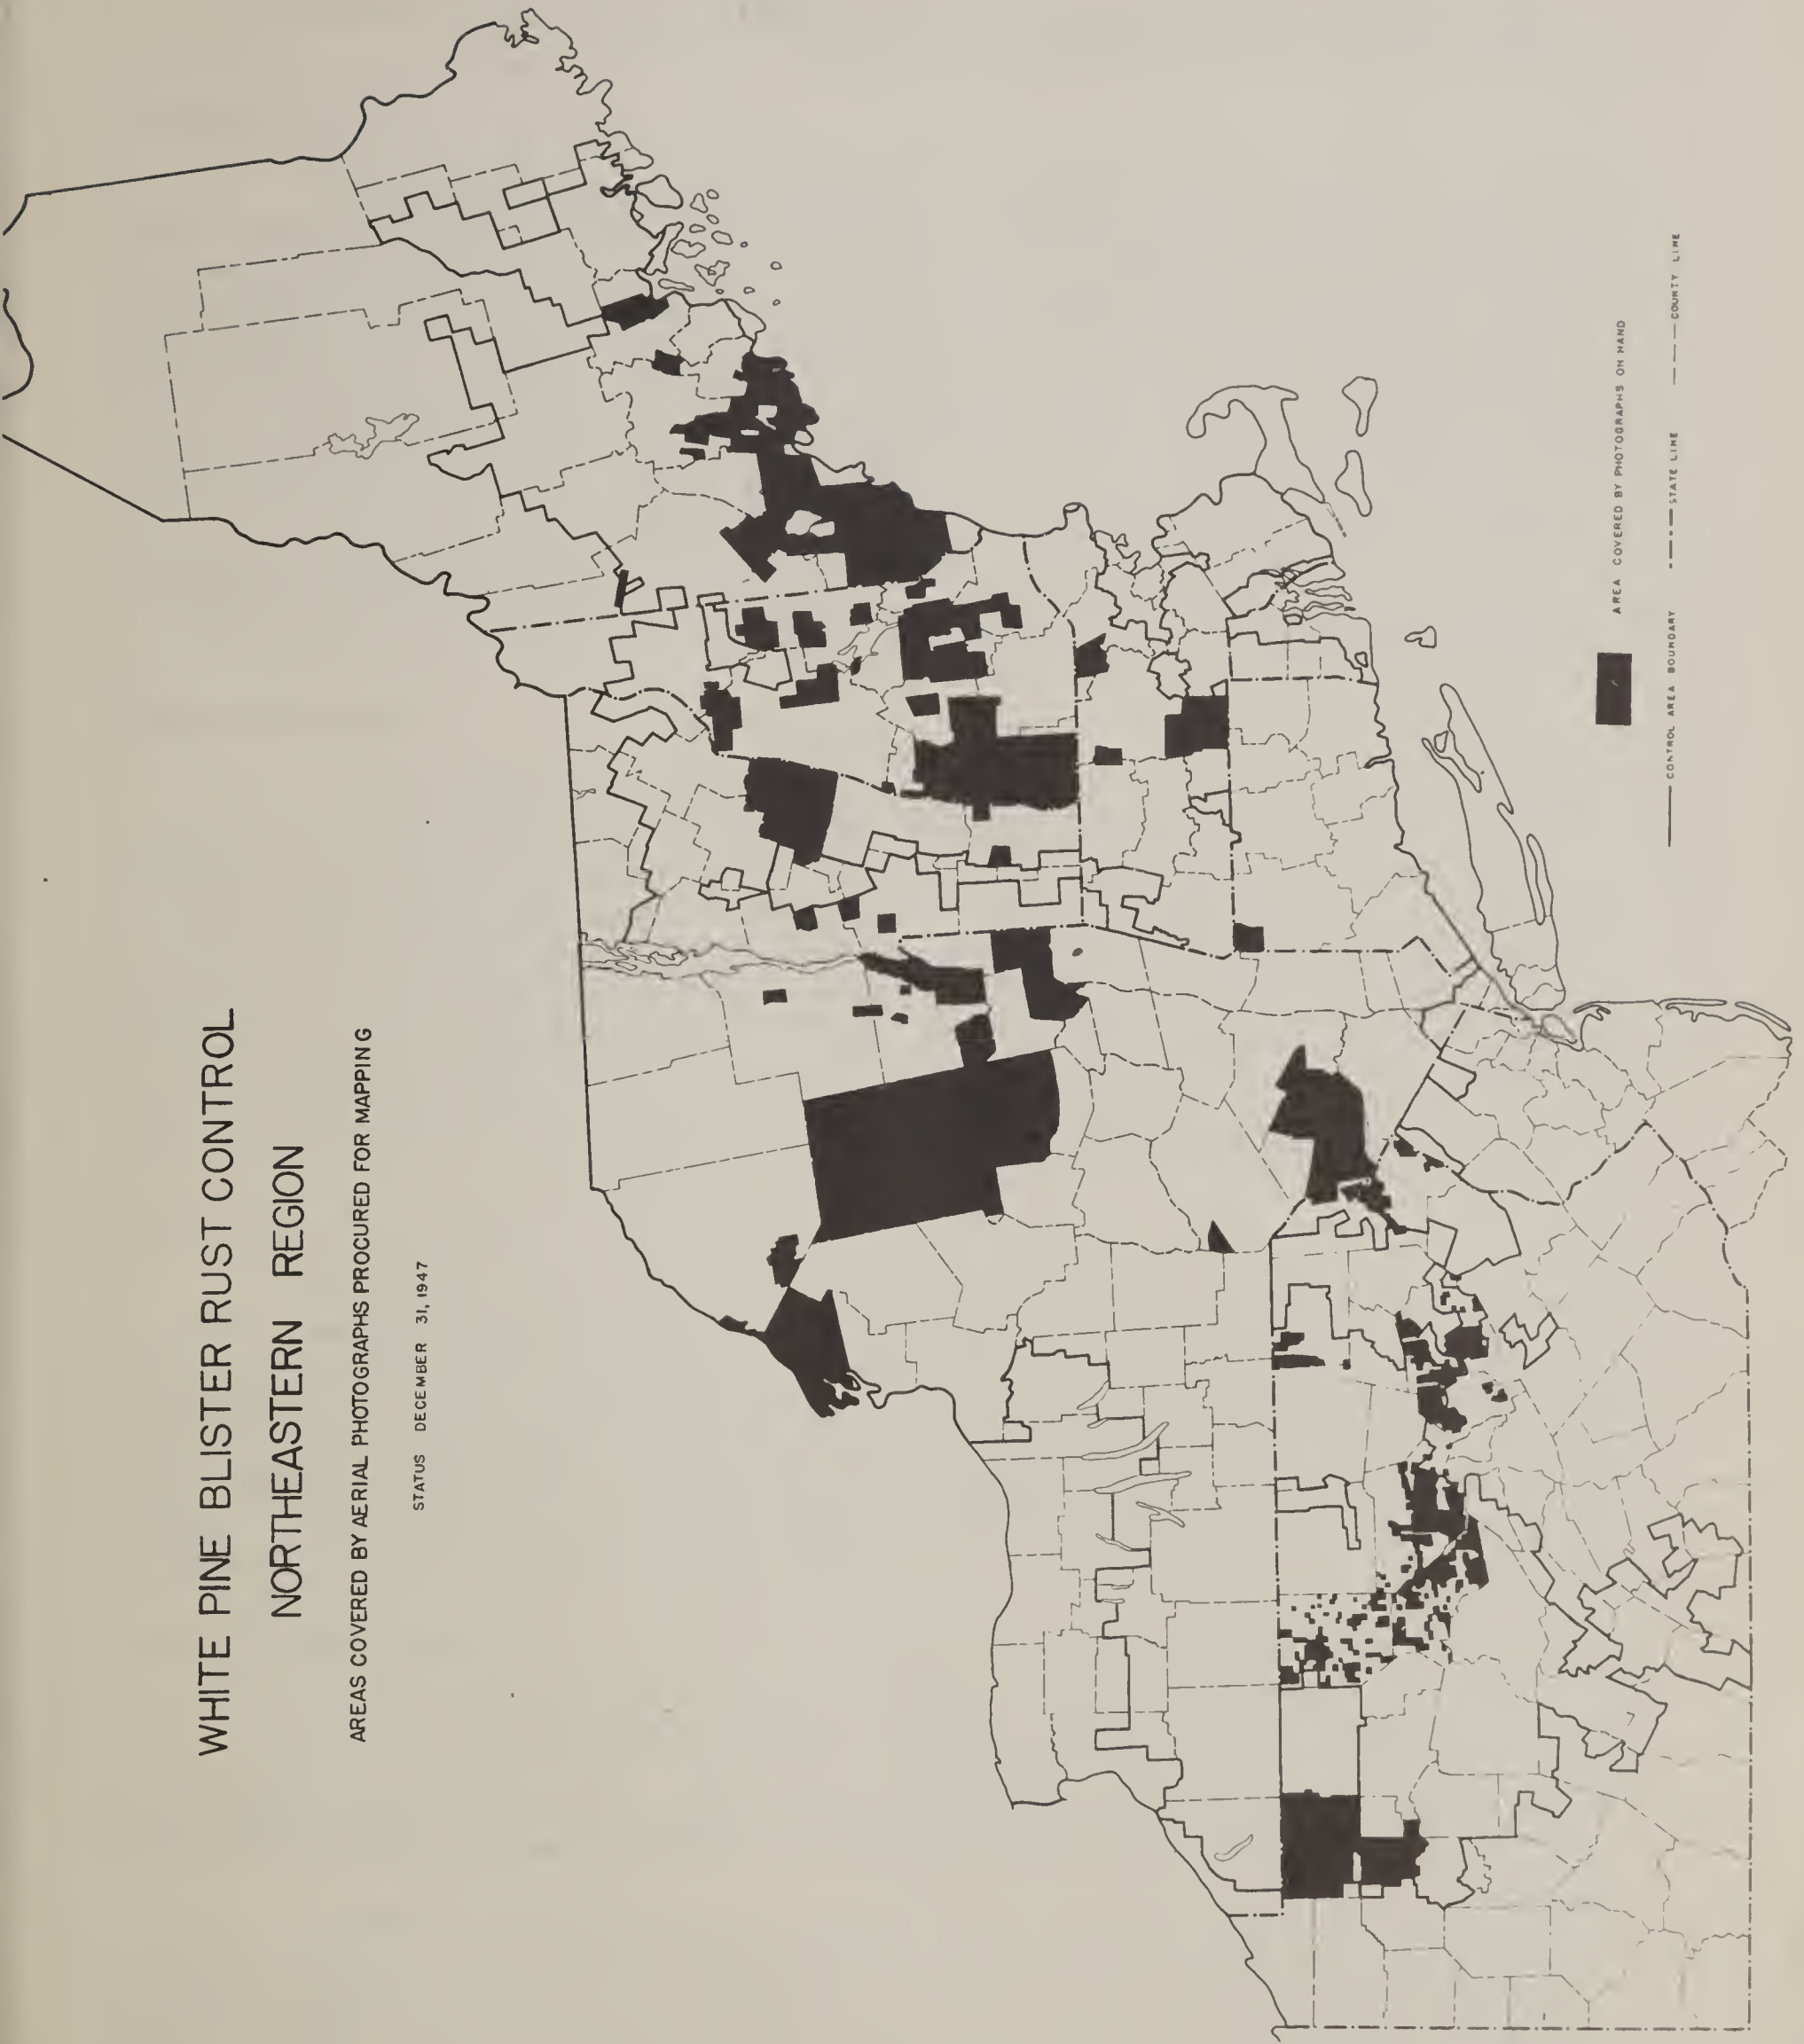 WHITE PINE BLISTER RUST CONTROL
NORTHEASTERN REGION
AREAS COVERED BY AERIAL PHOTOGRAPHS PROCURED FOR MAPPING
STATUS DECEMBER 31, 1947
AREA COVERED BY PHOTOGRAPHS ON HAND
CONTROL AREA BOUNDARY STATE LINE COUNTY LINE